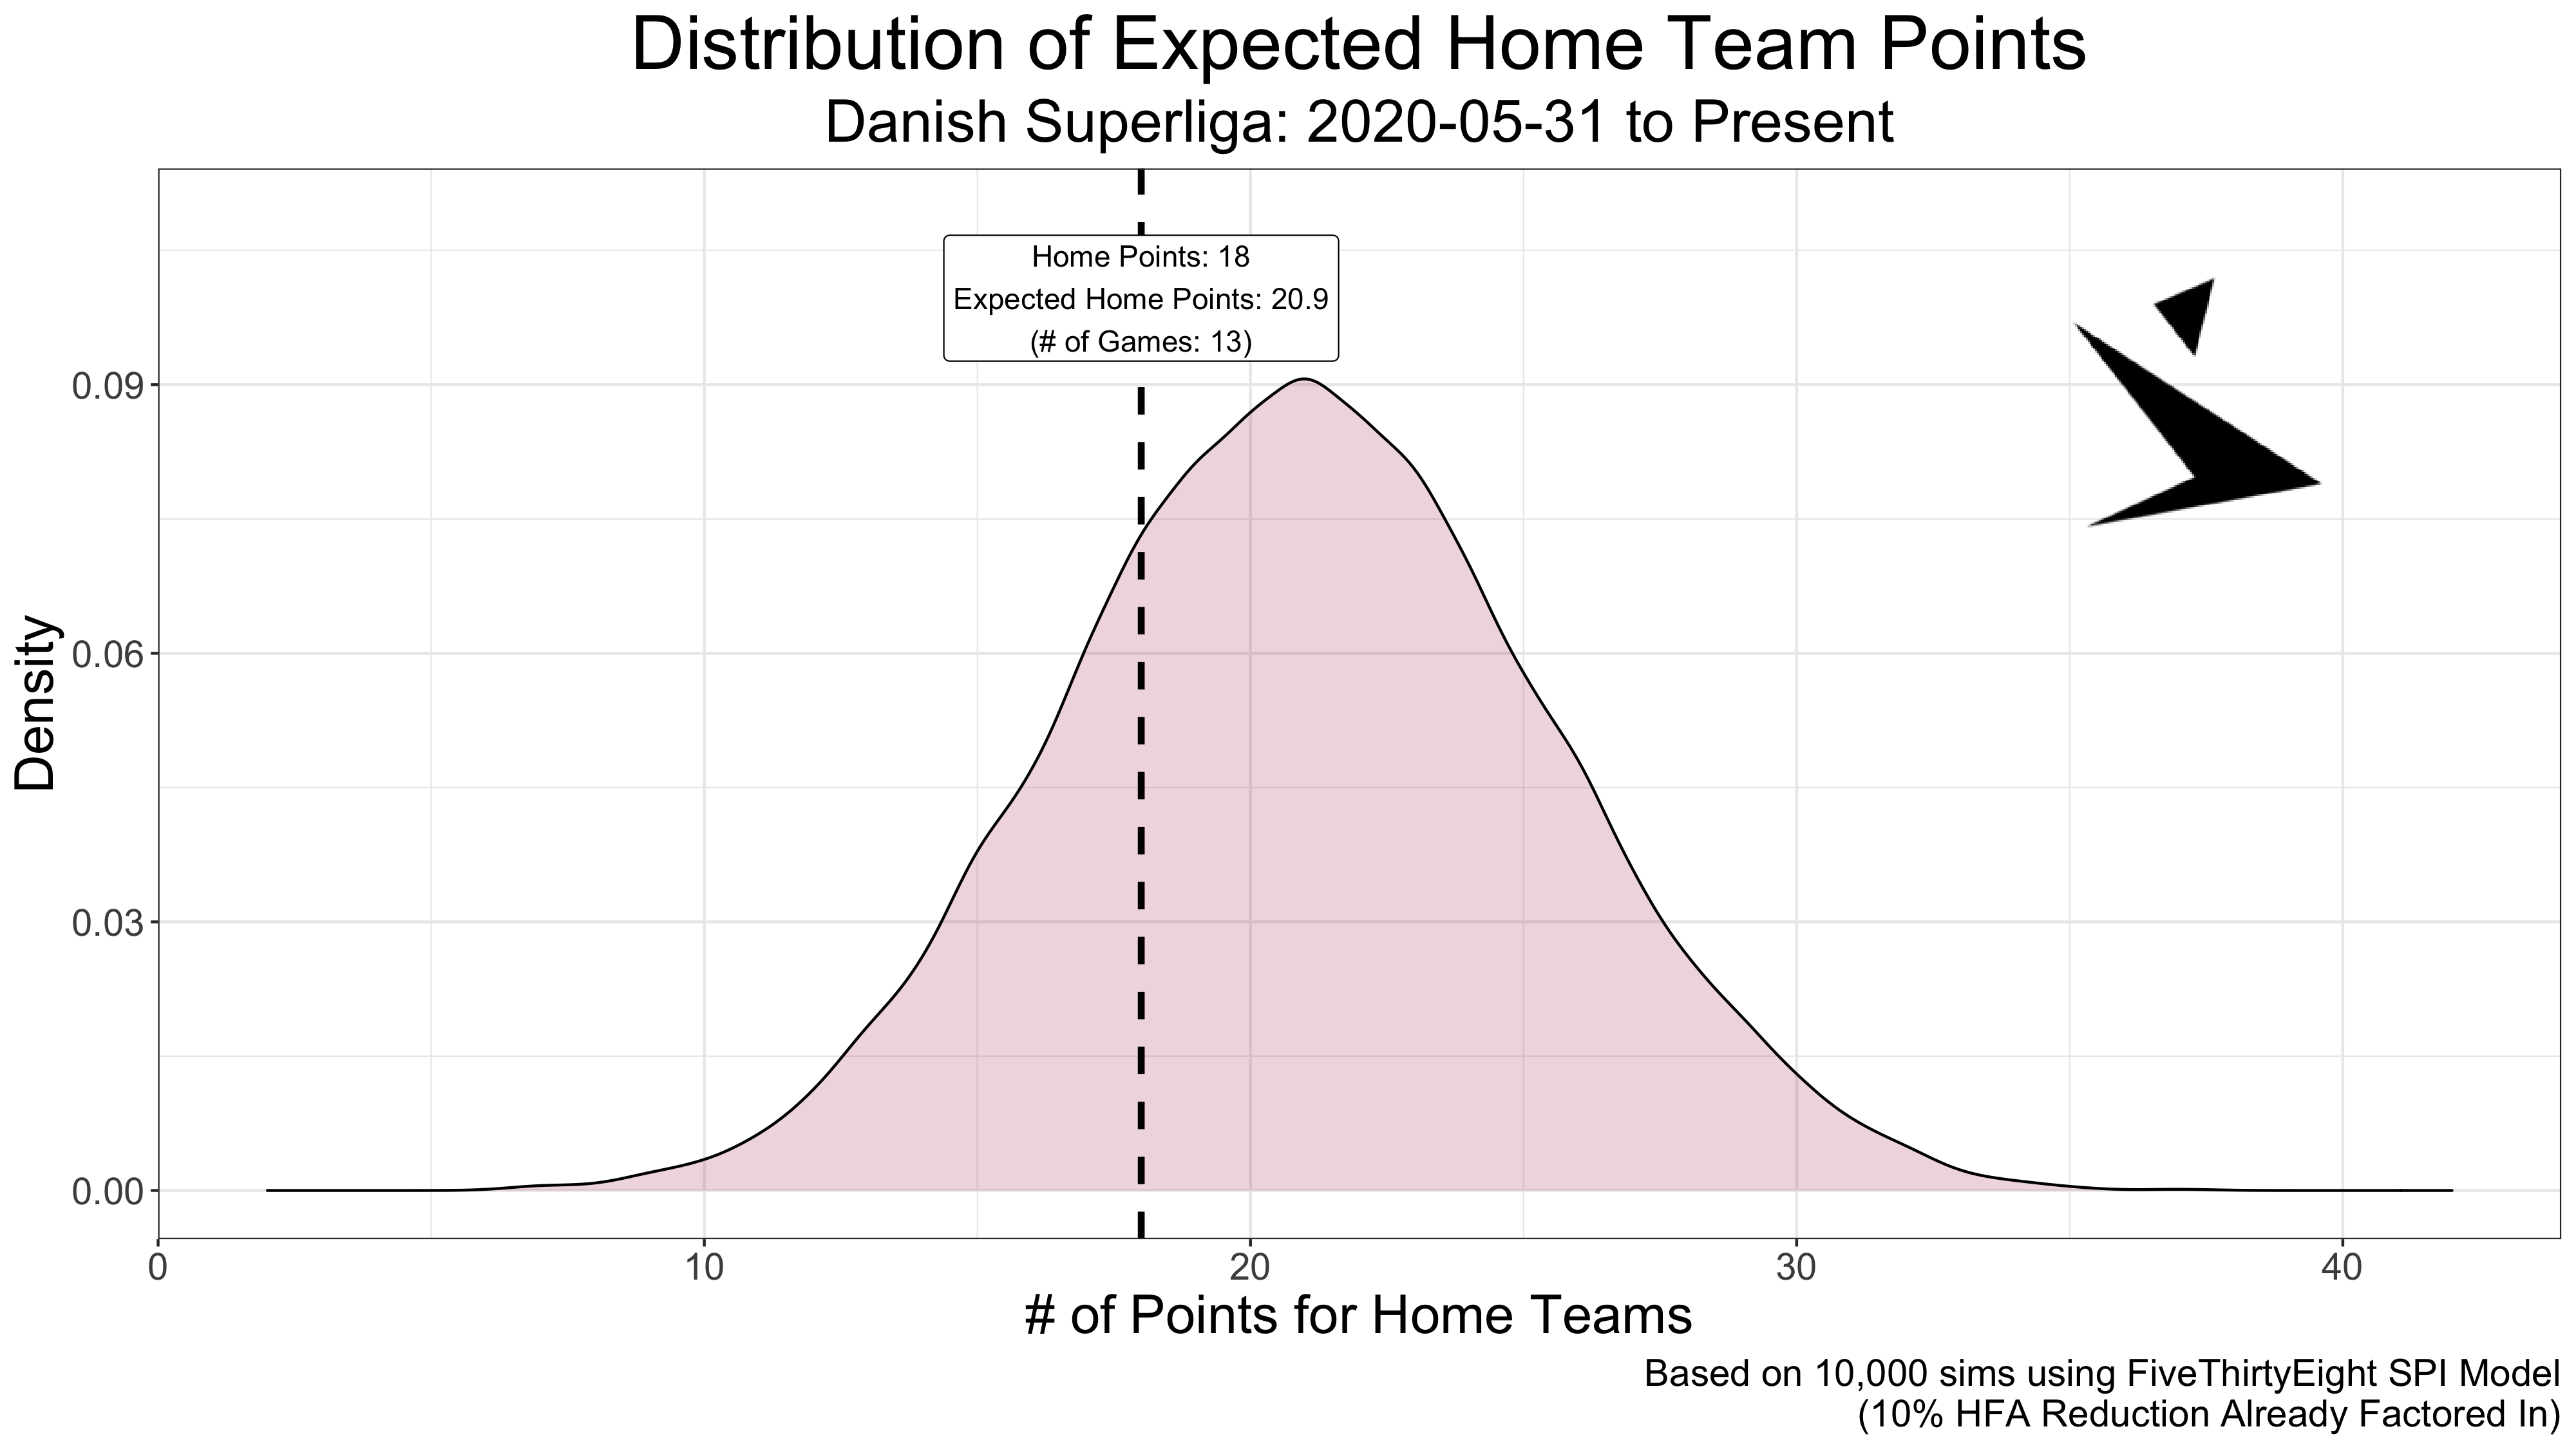 Distribution of Expected Home Team Points
Danish Superliga: 2020-05-31 to Present
Home Points: 18
Expected Home Points: 20.9
(# of Games: 13)
Density
0.09
0.06
0.03
0.00
0 10 20 30 40
# of Points for Home Teams
Based on 10,000 sims using FiveThirtyEight SPI Model
(10% HFA Reduction Already Factored In)